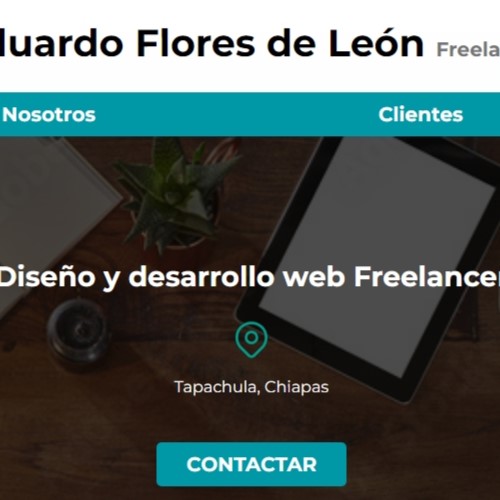 luardo Flores de León Freela
Nosotros Clientes
Diseño y desarrollo web Freelancer
Tapachula, Chiapas
CONTACTAR